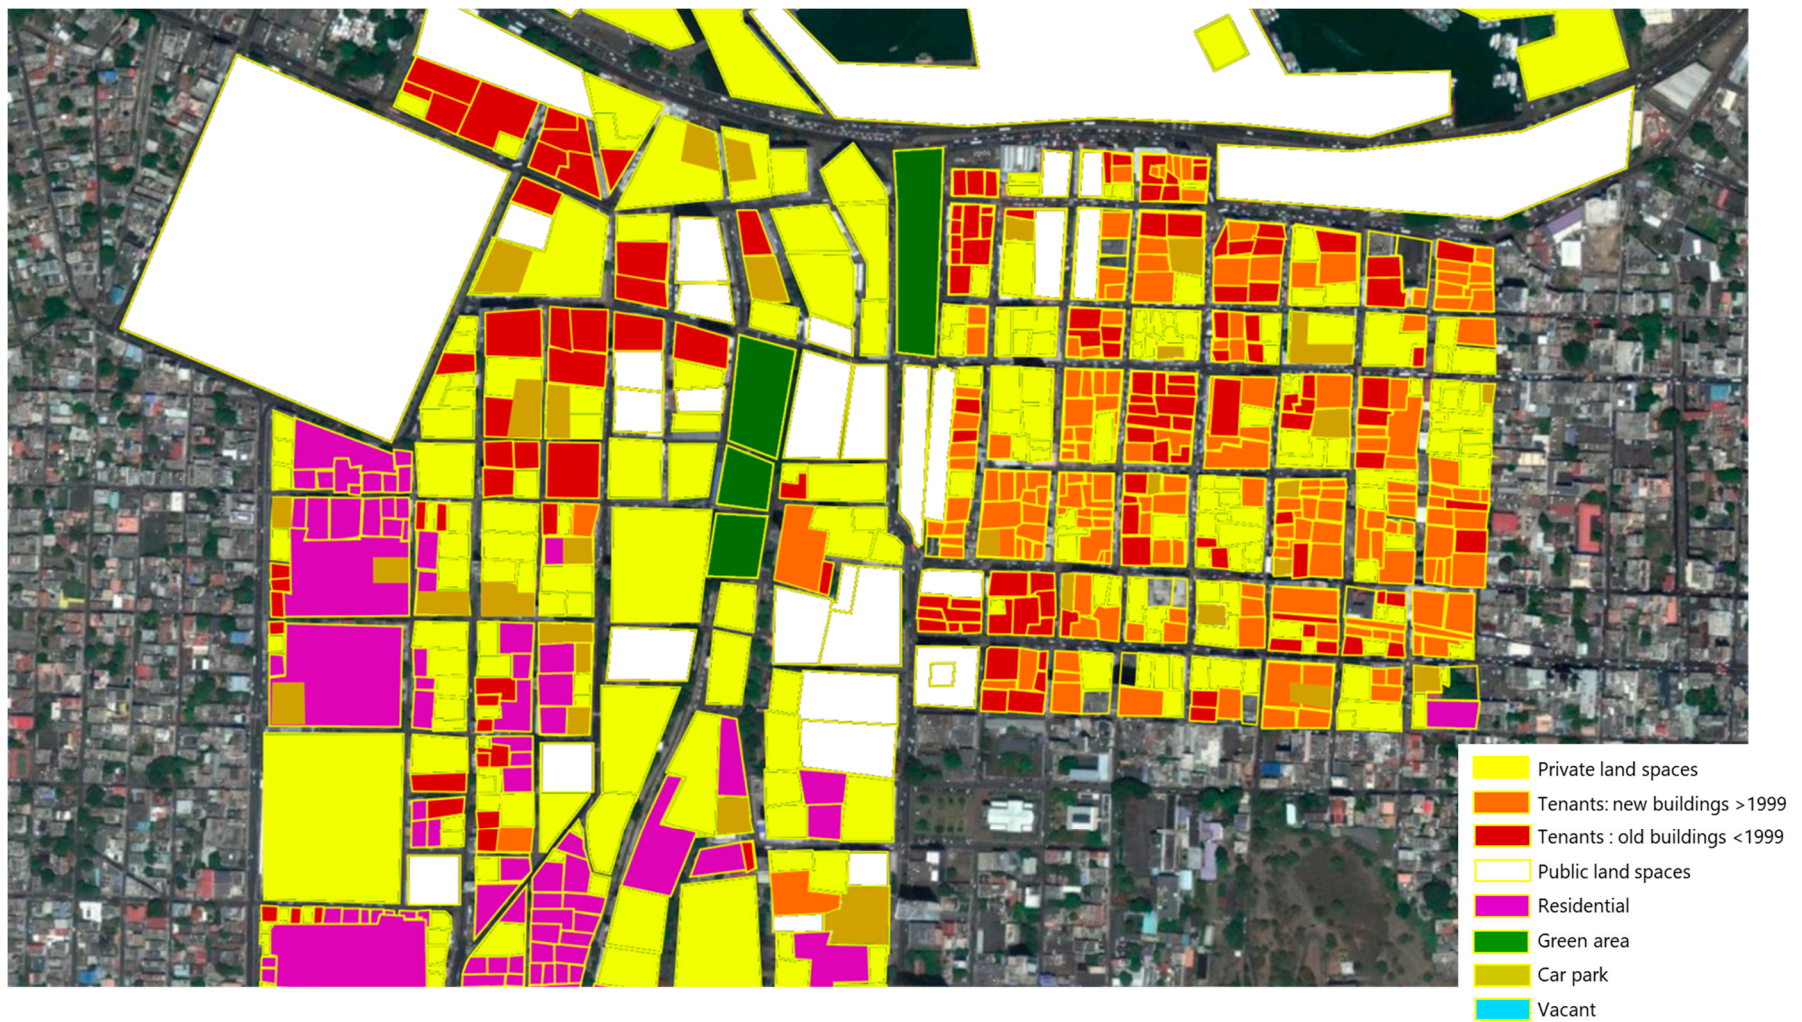 Private land spaces
Tenants: new buildings >1999
Tenants : old buildings <1999
Public land spaces
Residential
Green area
Car park
Vacant